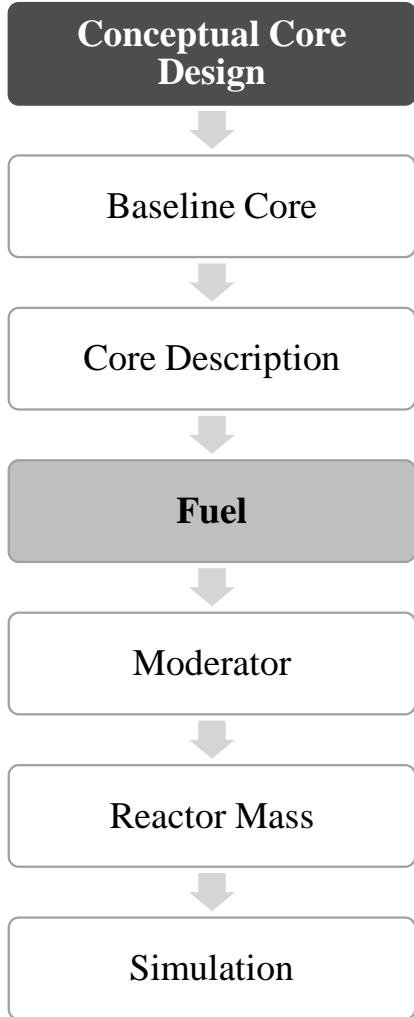 Conceptual Core
Design
Baseline Core
Core Description
Fuel
Moderator
Reactor Mass
Simulation